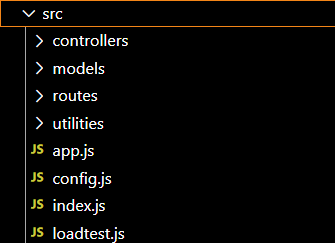 src
controllers
models
routes
utilities
JS app.js
JS config.js
JS index.js
JS loadtest.js